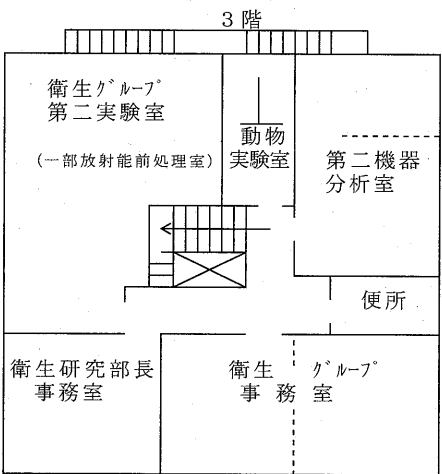 3階
衛生グループ
第二実験室
(一部放射能前処理室)
動物
実験室
第二機器
分析室
便所
衛生研究部長
事務室
衛生 グループ
事務室